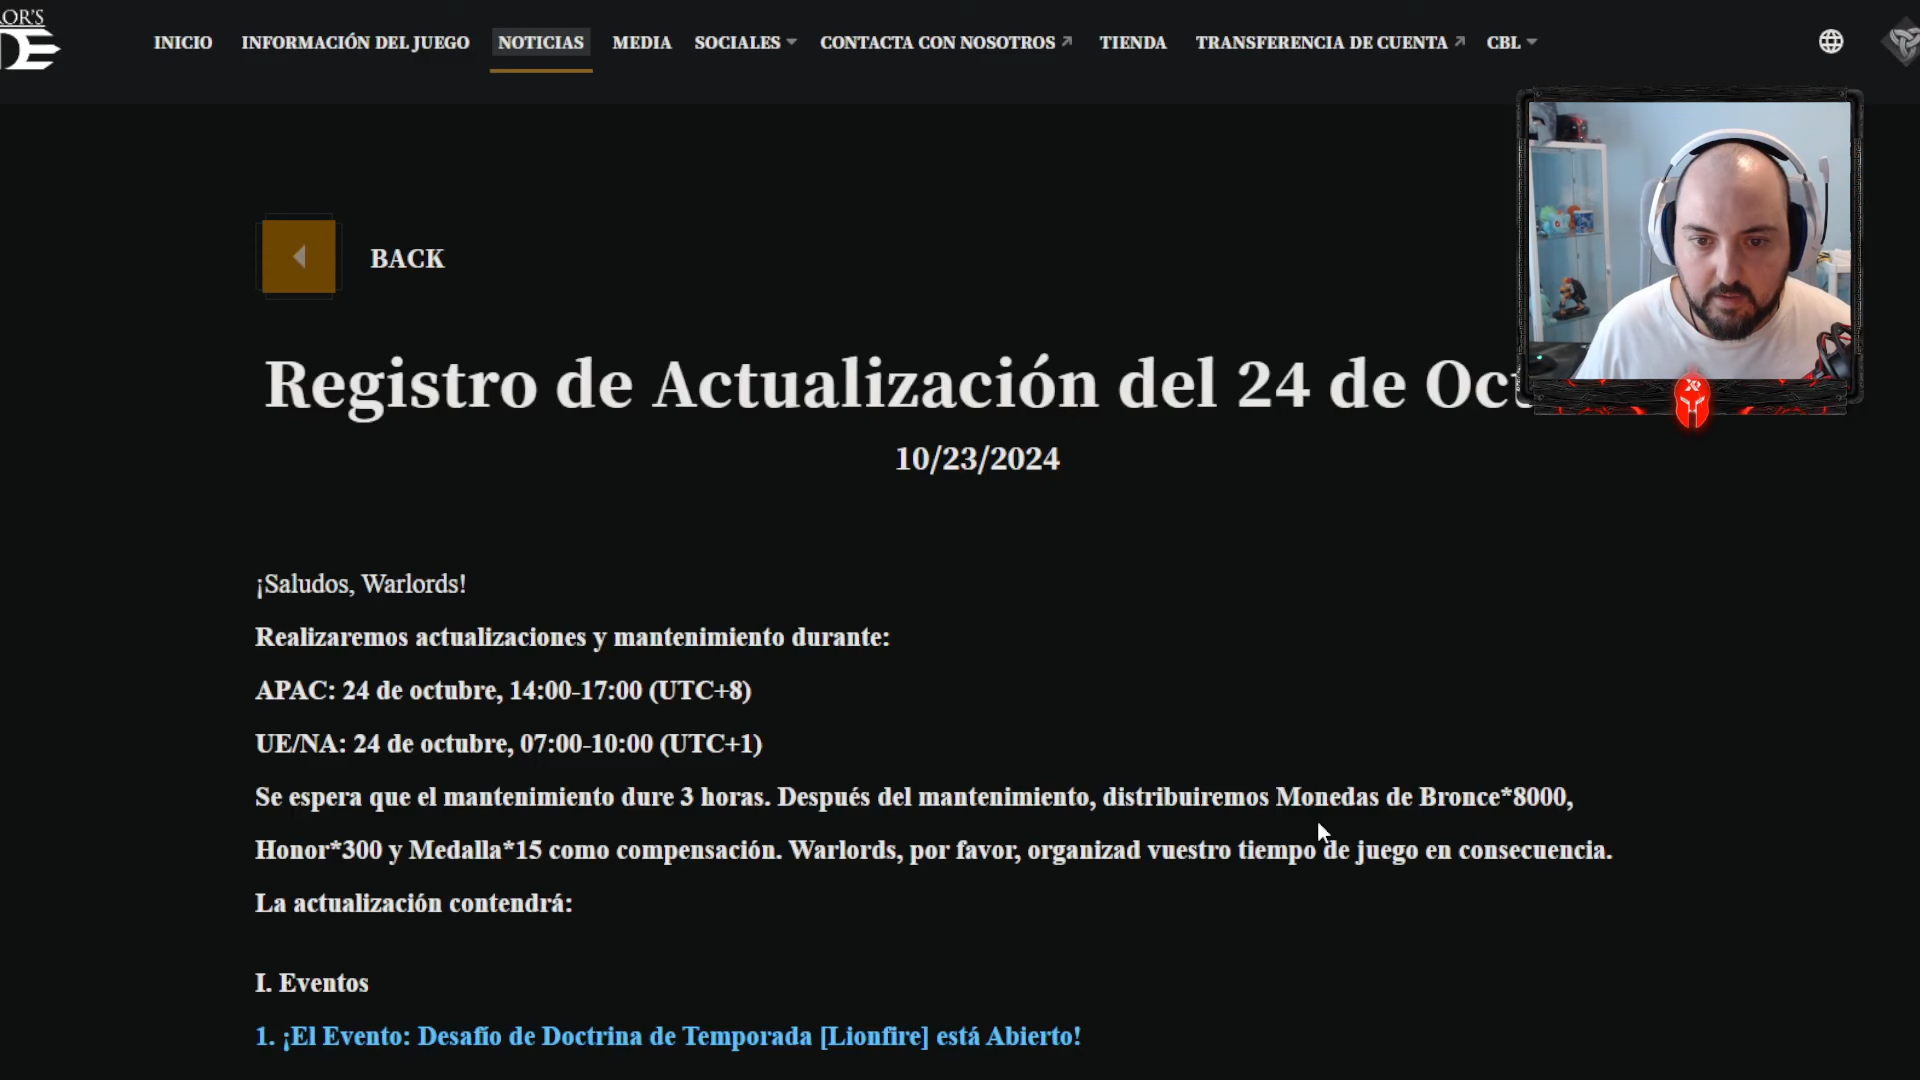 INICIO INFORMACIÓN DEL JUEGO NOTICIAS MEDIA SOCIALES CONTACTA CON NOSOTROS TIENDA TRANSFERENCIA DE CUENTA CBL
BACK
Registro de Actualización del 24 de
10/23/2024
¡Saludos, Warlords!
Realizaremos actualizaciones y mantenimiento durante:
APAC: 24 de octubre, 14:00-17:00 (UTC+8)
UE/NA: 24 de octubre, 07:00-10:00 (UTC+1)
Se espera que el mantenimiento dure 3 horas. Después del mantenimiento, distribuiremos Monedas de Bronce*8000,
Honor*300 y Medalla*15 como compensación. Warlords, por favor, organizad vuestro tiempo de juego en consecuencia.
La actualización contendrá:
I. Eventos
1. ¡El Evento: Desafío de Doctrina de Temporada [Lionfire] está Abierto!